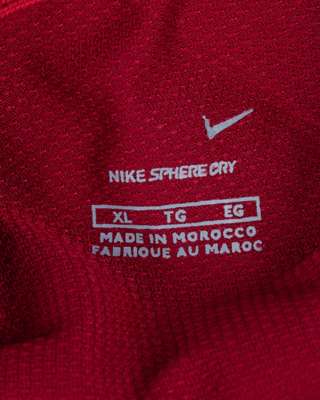 NIKE SPHERE DRY
XL TG EG
MADE IN MOROCCO
FABRIQUE AU MAROC